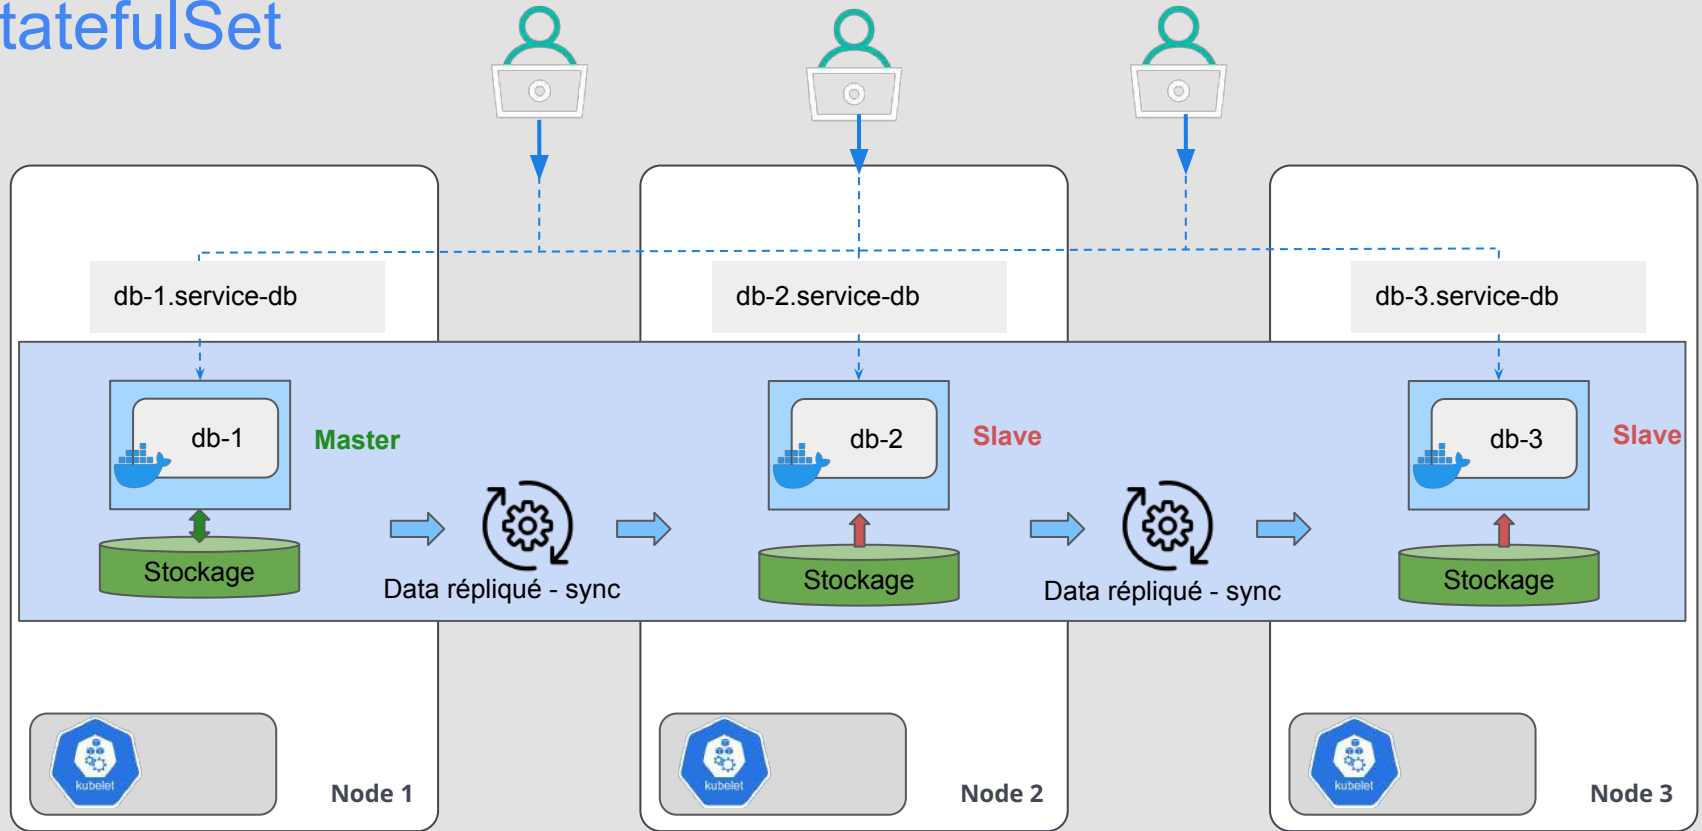 tatefulSet
db-1.service-db
db-2.service-db
db-3.service-db
db-1
Master
db-2
Slave
db-3
Slave
Stockage
Data répliqué - sync
Stockage
Data répliqué - sync
Stockage
kubelet
Node 1
kubelet
Node 2
kubelet
Node 3